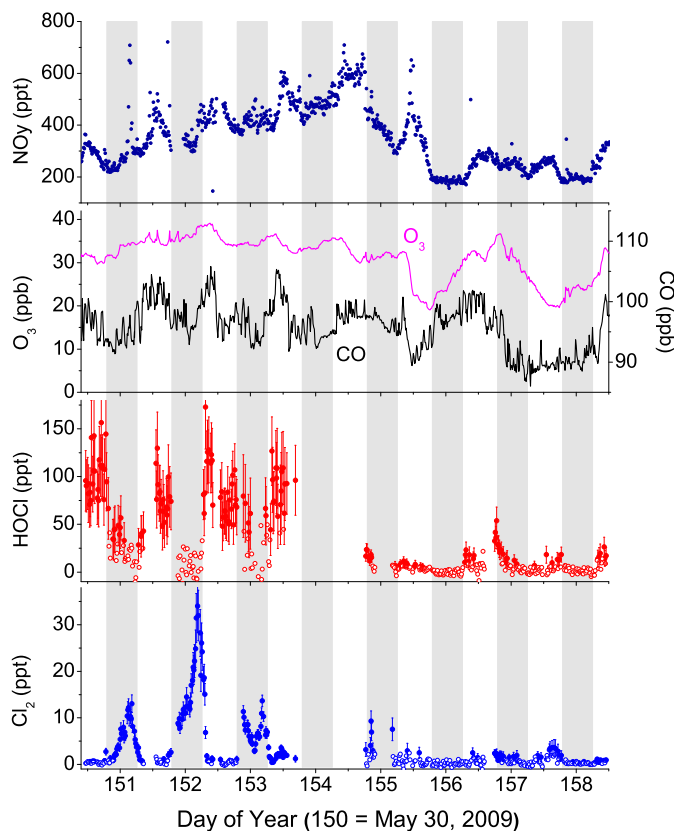 800
600
400
200
NOy (ppt)
40
30
20
10
0
O3 (ppb)
O3
CO
110
100
90
CO (ppb)
150
100
50
0
HOCl (ppt)
30
20
10
0
Cl2 (ppt)
151 152 153 154 155 156 157 158
Day of Year (150 = May 30, 2009)